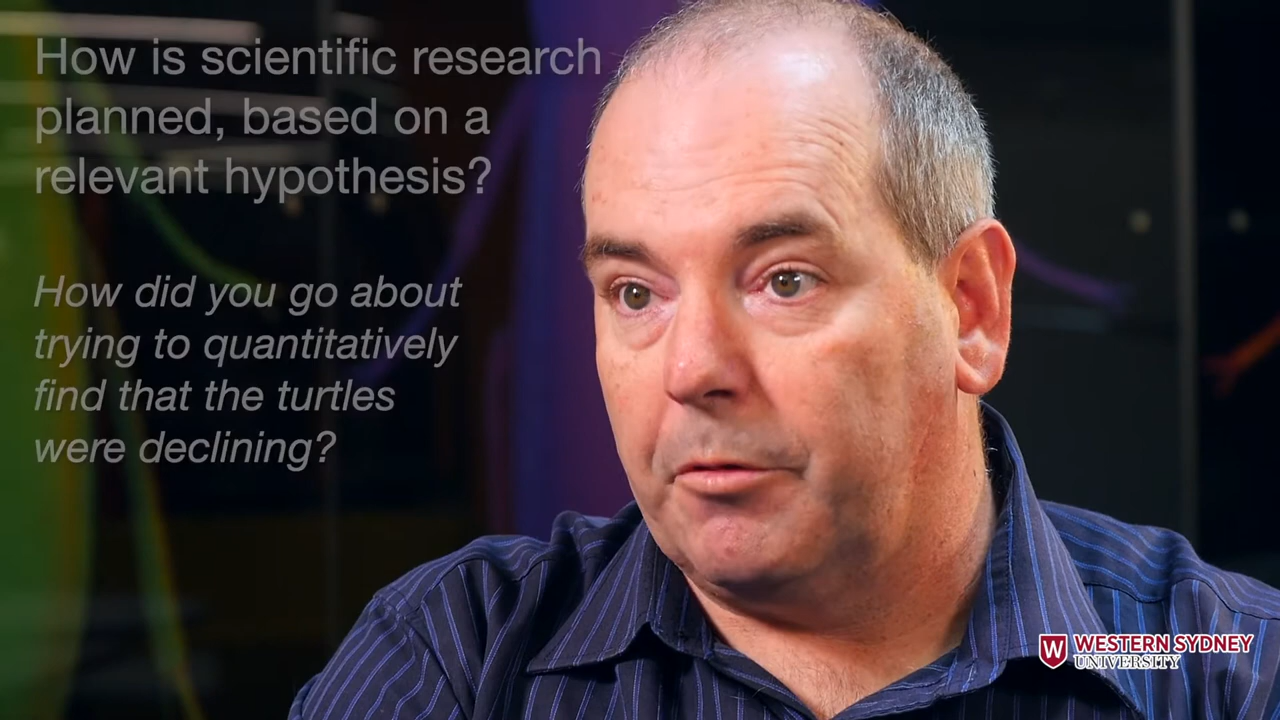 How is scientific research
planned, based on a
relevant hypothesis?
How did you go about
trying to quantitatively
find that the turtles
were declining?
WESTERN SYDNEY
UNIVERSITY